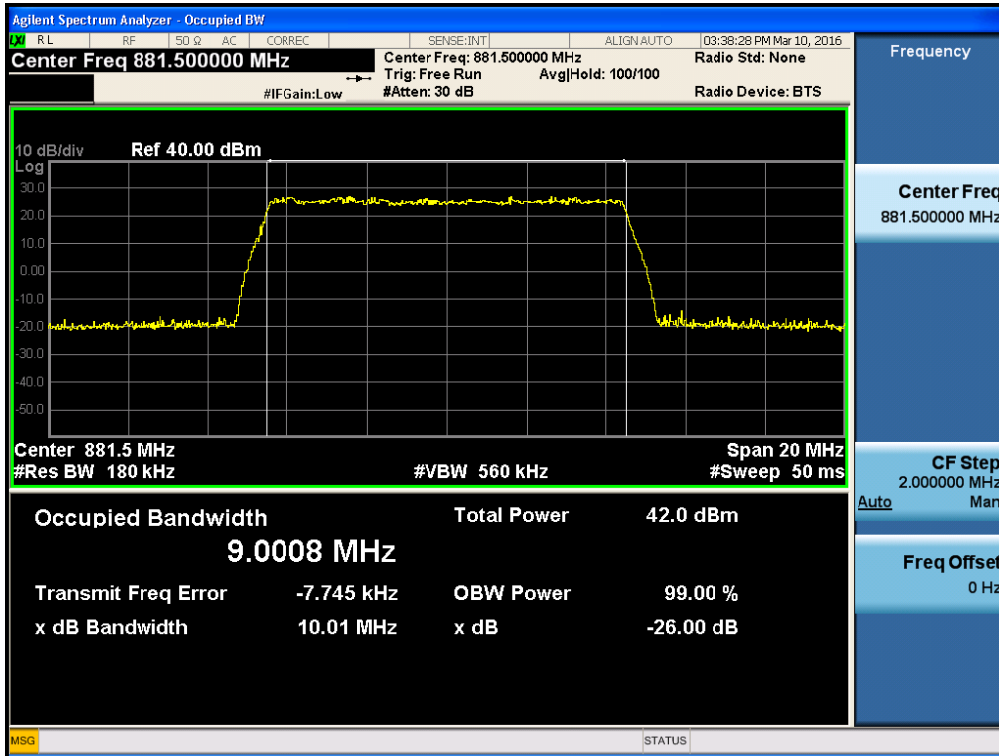 Agilent Spectrum Analyzer - Occupied BW
LXI RL RF 50 Ω AC CORREC SENSE:INT ALIGN AUTO 03:38:28 PM Mar 10, 2016
Center Freq 881.500000 MHz Center Freq: 881.500000 MHz Radio Std: None
Trig: Free Run Avg|Hold: 100/100
#IFGain:Low #Atten: 30 dB Radio Device: BTS
10 dB/div Ref 40.00 dBm
Log
30.0
20.0
10.0
0.00
-10.0
-20.0
-30.0
-40.0
-50.0
Center 881.5 MHz Span 20 MHz
#Res BW 180 kHz #VBW 560 kHz #Sweep 50 ms
Occupied Bandwidth Total Power 42.0 dBm
9.0008 MHz
Transmit Freq Error -7.745 kHz OBW Power 99.00 %
x dB Bandwidth 10.01 MHz x dB -26.00 dB
Frequency
Center Freq
881.500000 MHz
CF Step
2.000000 MHz
Auto Man
Freq Offset
0 Hz
MSG STATUS